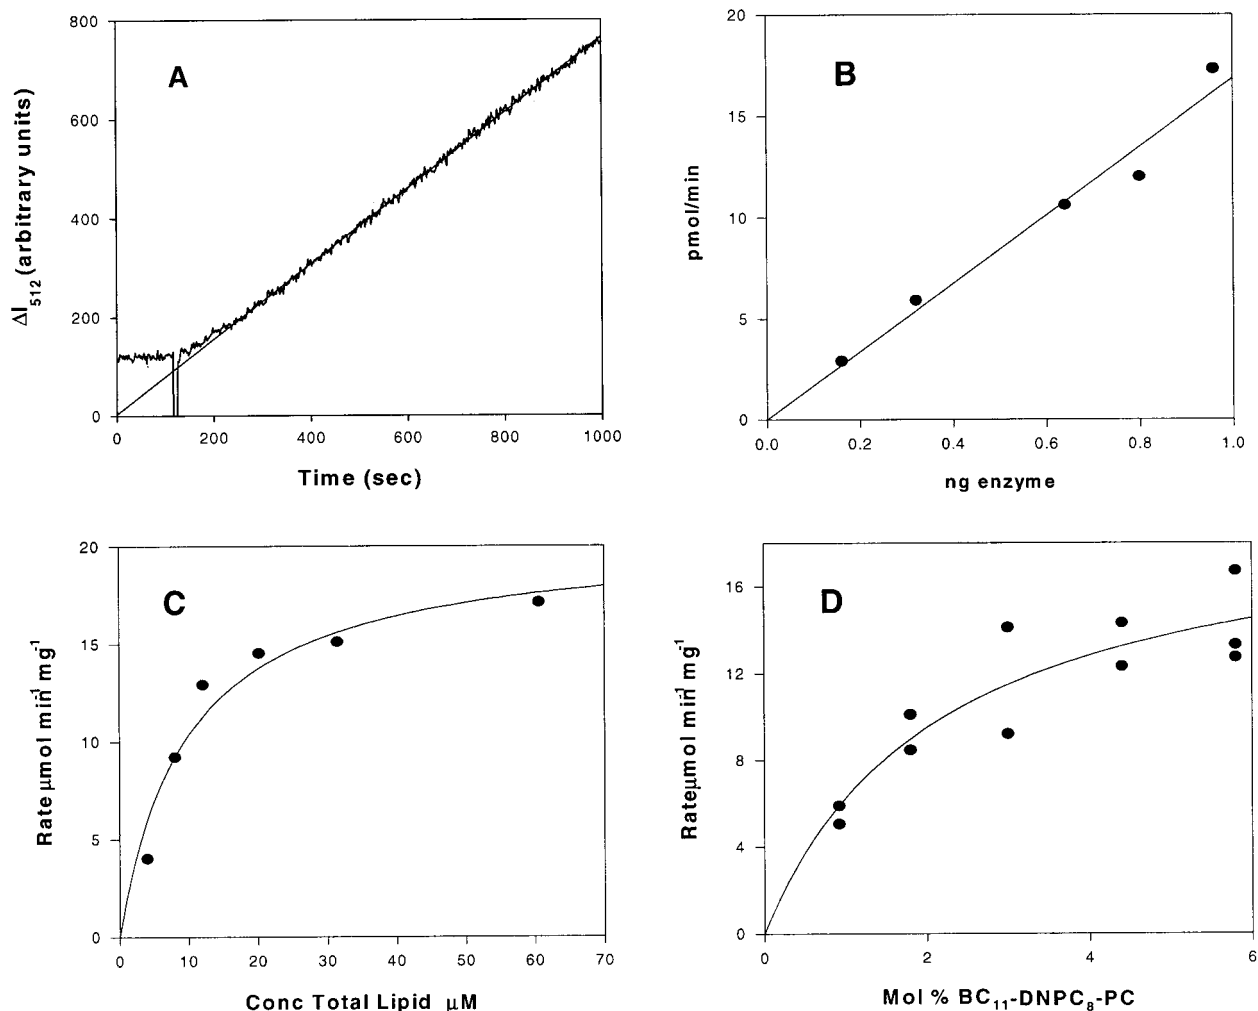 A
800
600
400
200
0
ΔI512 (arbitrary units)
0 200 400 600 800 1000
Time (sec)
B
20
15
10
5
0
pmol/min
0.0 0.2 0.4 0.6 0.8 1.0
ng enzyme
C
20
15
10
5
0
Rate μmol min-1 mg-1
0 10 20 30 40 50 60 70
Conc Total Lipid μM
D
16
12
8
4
0
Rate μmol min-1 mg-1
0 2 4 6
Mol % BC11-DNPC8-PC